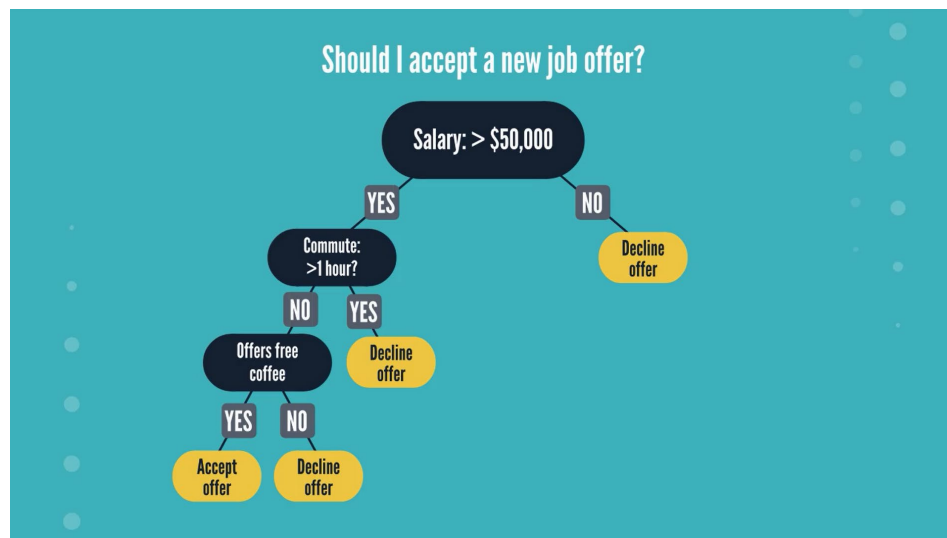 Should I accept a new job offer?
Salary: > $50,000
YES
NO
Commute:
>1 hour?
Decline
offer
NO
YES
Offers free
coffee
Decline
offer
YES
NO
Accept
offer
Decline
offer